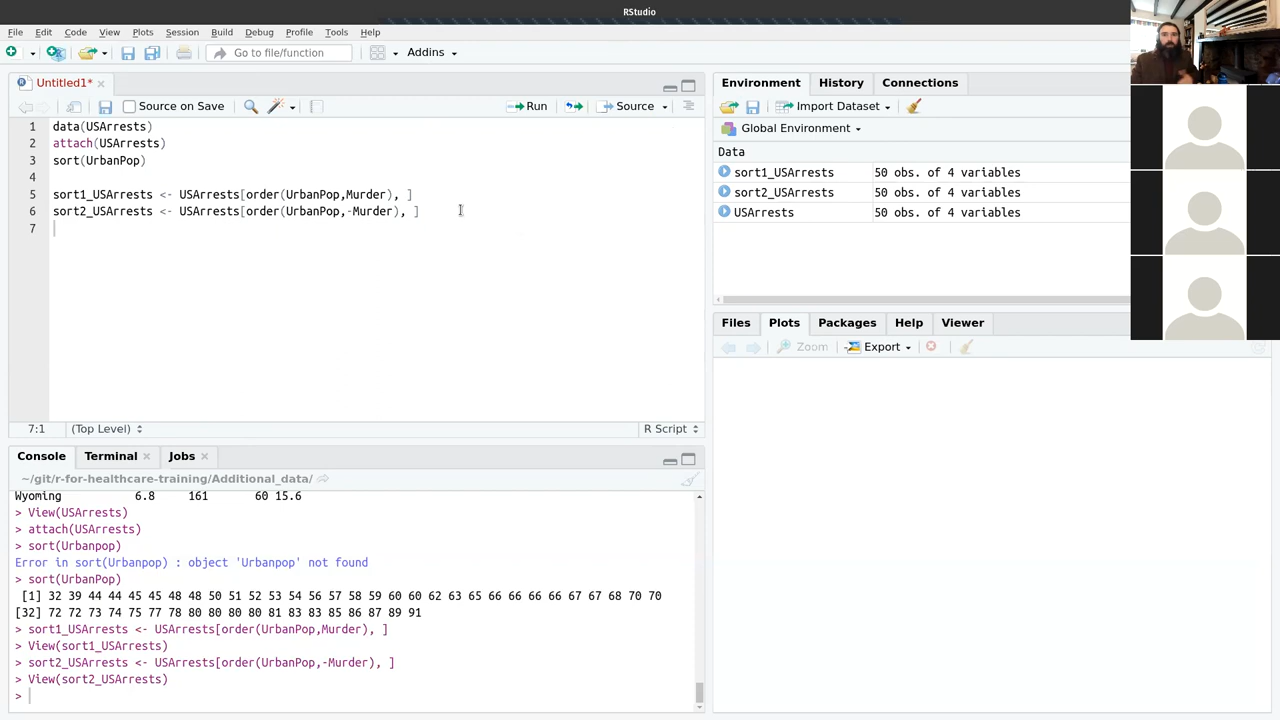 RStudio
File Edit Code View Plots Session Build Debug Profile Tools Help
Go to file/function Addins
Untitled1*
Source on Save Run Source
1 data(USArrests)
2 attach(USArrests)
3 sort(UrbanPop)
4
5 sort1_USArrests <- USArrests[order(UrbanPop,Murder), ]
6 sort2_USArrests <- USArrests[order(UrbanPop,-Murder), ]
7
7:1 (Top Level) R Script
Console Terminal Jobs
~/git/r-for-healthcare-training/Additional_data/
Wyoming 6.8 161 60 15.6
> View(USArrests)
> attach(USArrests)
> sort(Urbanpop)
Error in sort(Urbanpop) : object 'Urbanpop' not found
> sort(UrbanPop)
[1] 32 39 44 44 45 45 48 48 50 51 52 53 54 56 57 58 59 60 60 62 63 65 66 66 66 66 67 67 68 70 70
[32] 72 72 73 74 75 77 78 80 80 80 80 81 83 83 85 86 87 89 91
> sort1_USArrests <- USArrests[order(UrbanPop,Murder), ]
> View(sort1_USArrests)
> sort2_USArrests <- USArrests[order(UrbanPop,-Murder), ]
> View(sort2_USArrests)
>
Environment History Connections
Import Dataset
Global Environment
Data
sort1_USArrests 50 obs. of 4 variables
sort2_USArrests 50 obs. of 4 variables
USArrests 50 obs. of 4 variables
Files Plots Packages Help Viewer
Zoom Export